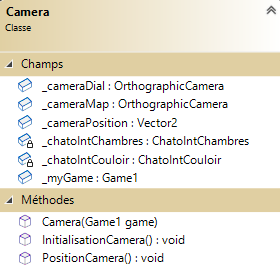 Camera
Classe
Champs
_cameraDial : OrthographicCamera
_cameraMap : OrthographicCamera
_cameraPosition : Vector2
_chatoIntChambres : ChatoIntChambres
_chatoIntCouloir : ChatoIntCouloir
_myGame : Game1
Méthodes
Camera(Game1 game)
InitialisationCamera() : void
PositionCamera() : void